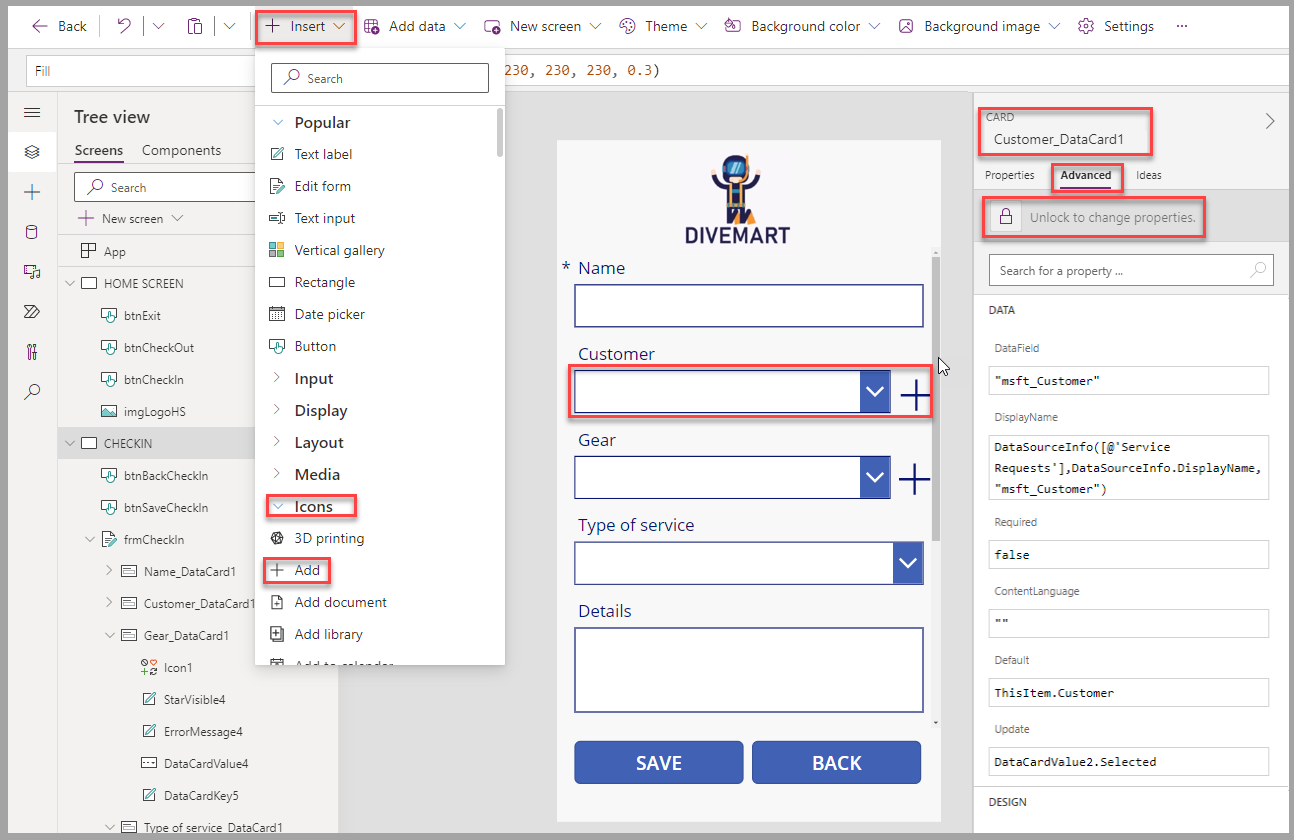 Back
Insert
Add data
New screen
Theme
Background color
Background image
Settings
Fill
230, 230, 230, 0.3)
Search
Popular
Text label
Edit form
Text input
Vertical gallery
Rectangle
Date picker
Button
Input
Display
Layout
Media
Icons
3D printing
Add
Add document
Add library
Add to calendar
Tree view
Screens
Components
Search
New screen
App
HOME SCREEN
btnExit
btnCheckOut
btnCheckIn
imgLogoHS
CHECKIN
btnBackCheckIn
btnSaveCheckIn
frmCheckIn
Name_DataCard1
Customer_DataCard1
Gear_DataCard1
Icon1
StarVisible4
ErrorMessage4
DataCardValue4
DataCardKey5
Type of service_DataCard1
DIVEMART
* Name
Customer
Gear
Type of service
Details
SAVE
BACK
CARD
Customer_DataCard1
Properties
Advanced
Ideas
Unlock to change properties.
Search for a property ...
DATA
DataField
"msft_Customer"
DisplayName
DataSourceInfo([@'Service
Requests'],DataSourceInfo.DisplayName,
"msft_Customer")
Required
false
ContentLanguage
""
Default
ThisItem.Customer
Update
DataCardValue2.Selected
DESIGN